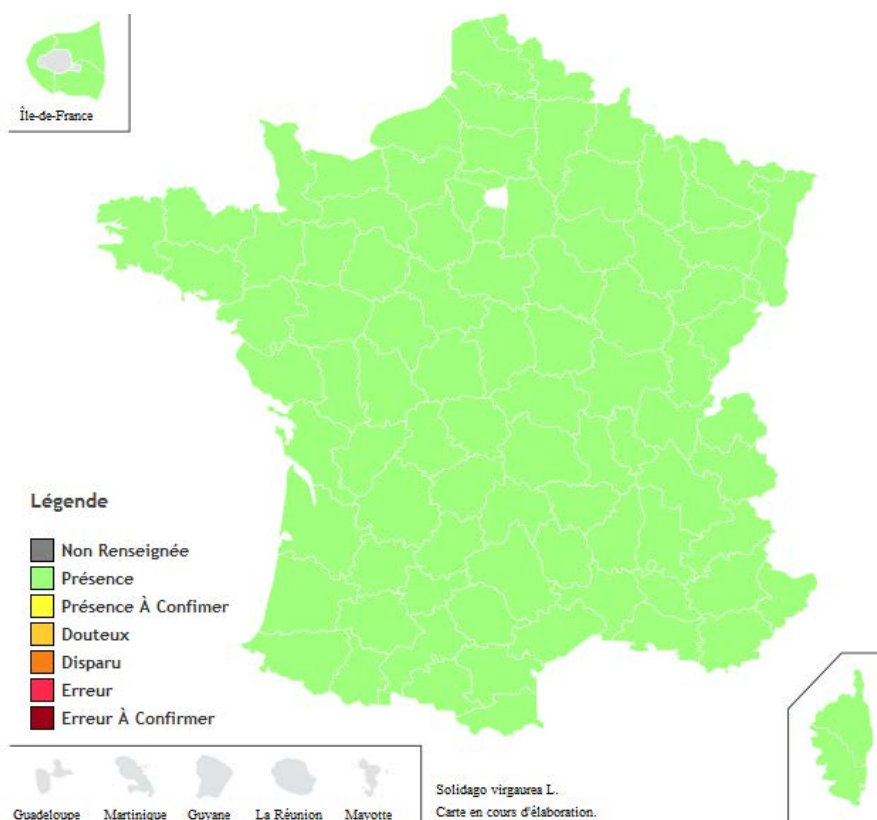 Île-de-France
Légende
Non Renseignée
Présence
Présence À Confimer
Douteux
Disparu
Erreur
Erreur À Confirmer
Guadeloupe Martinique Guyane La Réunion Mayotte
Solidago virgaurea L.
Carte en cours d'élaboration.